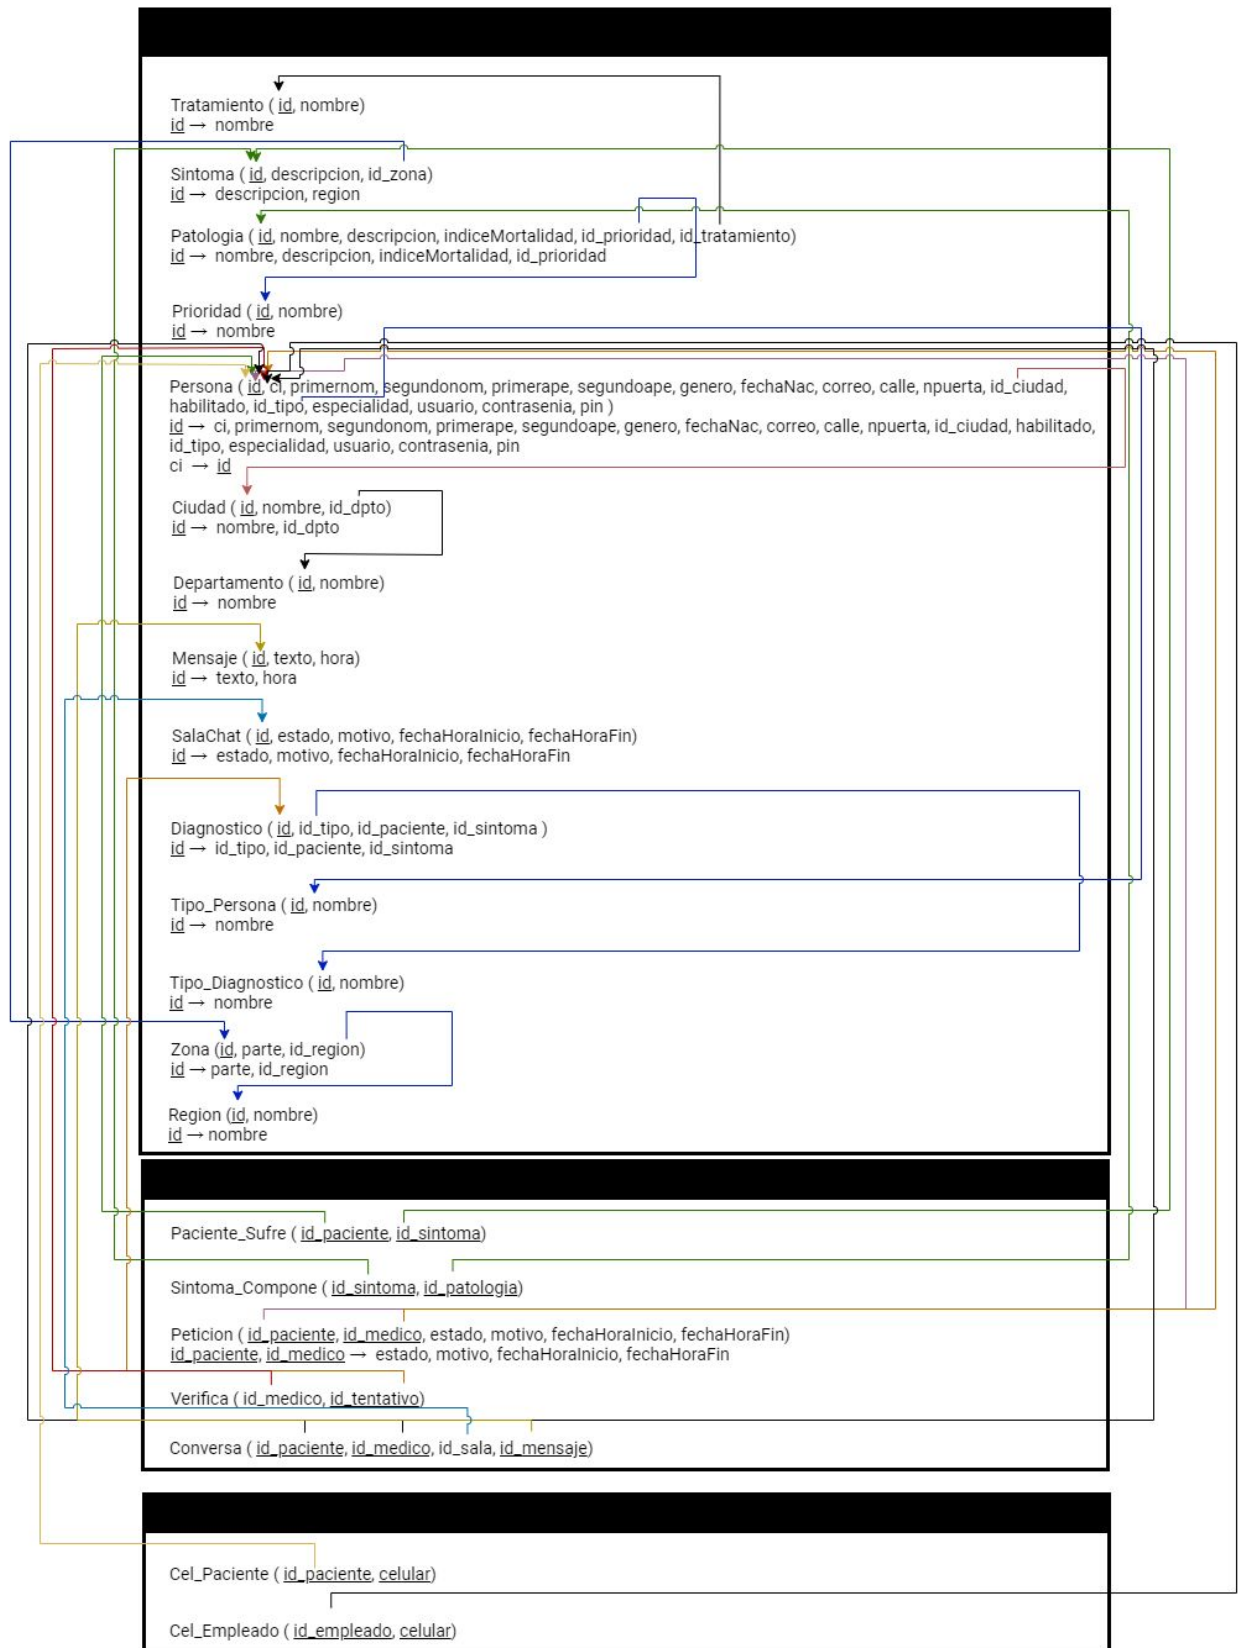 Tratamiento ( id, nombre)
id → nombre
Sintoma ( id, descripcion, id_zona)
id → descripcion, region
Patologia ( id, nombre, descripcion, indiceMortalidad, id_prioridad, id_tratamiento)
id → nombre, descripcion, indiceMortalidad, id_prioridad
Prioridad ( id, nombre)
id → nombre
Persona ( id, ci, primernom, segundonom, primerape, segundoape, genero, fechaNac, correo, calle, npuerta, id_ciudad,
habilitado, id_tipo, especialidad, usuario, contrasenia, pin )
id → ci, primernom, segundonom, primerape, segundoape, genero, fechaNac, correo, calle, npuerta, id_ciudad, habilitado,
id_tipo, especialidad, usuario, contrasenia, pin
ci → id
Ciudad ( id, nombre, id_dpto)
id → nombre, id_dpto
Departamento ( id, nombre)
id → nombre
Mensaje ( id, texto, hora)
id → texto, hora
SalaChat ( id, estado, motivo, fechaHoraInicio, fechaHoraFin)
id → estado, motivo, fechaHoraInicio, fechaHoraFin
Diagnostico ( id, id_tipo, id_paciente, id_sintoma )
id → id_tipo, id_paciente, id_sintoma
Tipo_Persona ( id, nombre)
id → nombre
Tipo_Diagnostico ( id, nombre)
id → nombre
Zona (id, parte, id_region)
id → parte, id_region
Region (id, nombre)
id → nombre
Paciente_Sufre ( id_paciente, id_sintoma)
Sintoma_Compone ( id_sintoma, id_patologia)
Peticion ( id_paciente, id_medico, estado, motivo, fechaHoraInicio, fechaHoraFin)
id_paciente, id_medico → estado, motivo, fechaHoraInicio, fechaHoraFin
Verifica ( id_medico, id_tentativo)
Conversa ( id_paciente, id_medico, id_sala, id_mensaje)
Cel_Paciente ( id_paciente, celular)
Cel_Empleado ( id_empleado, celular)